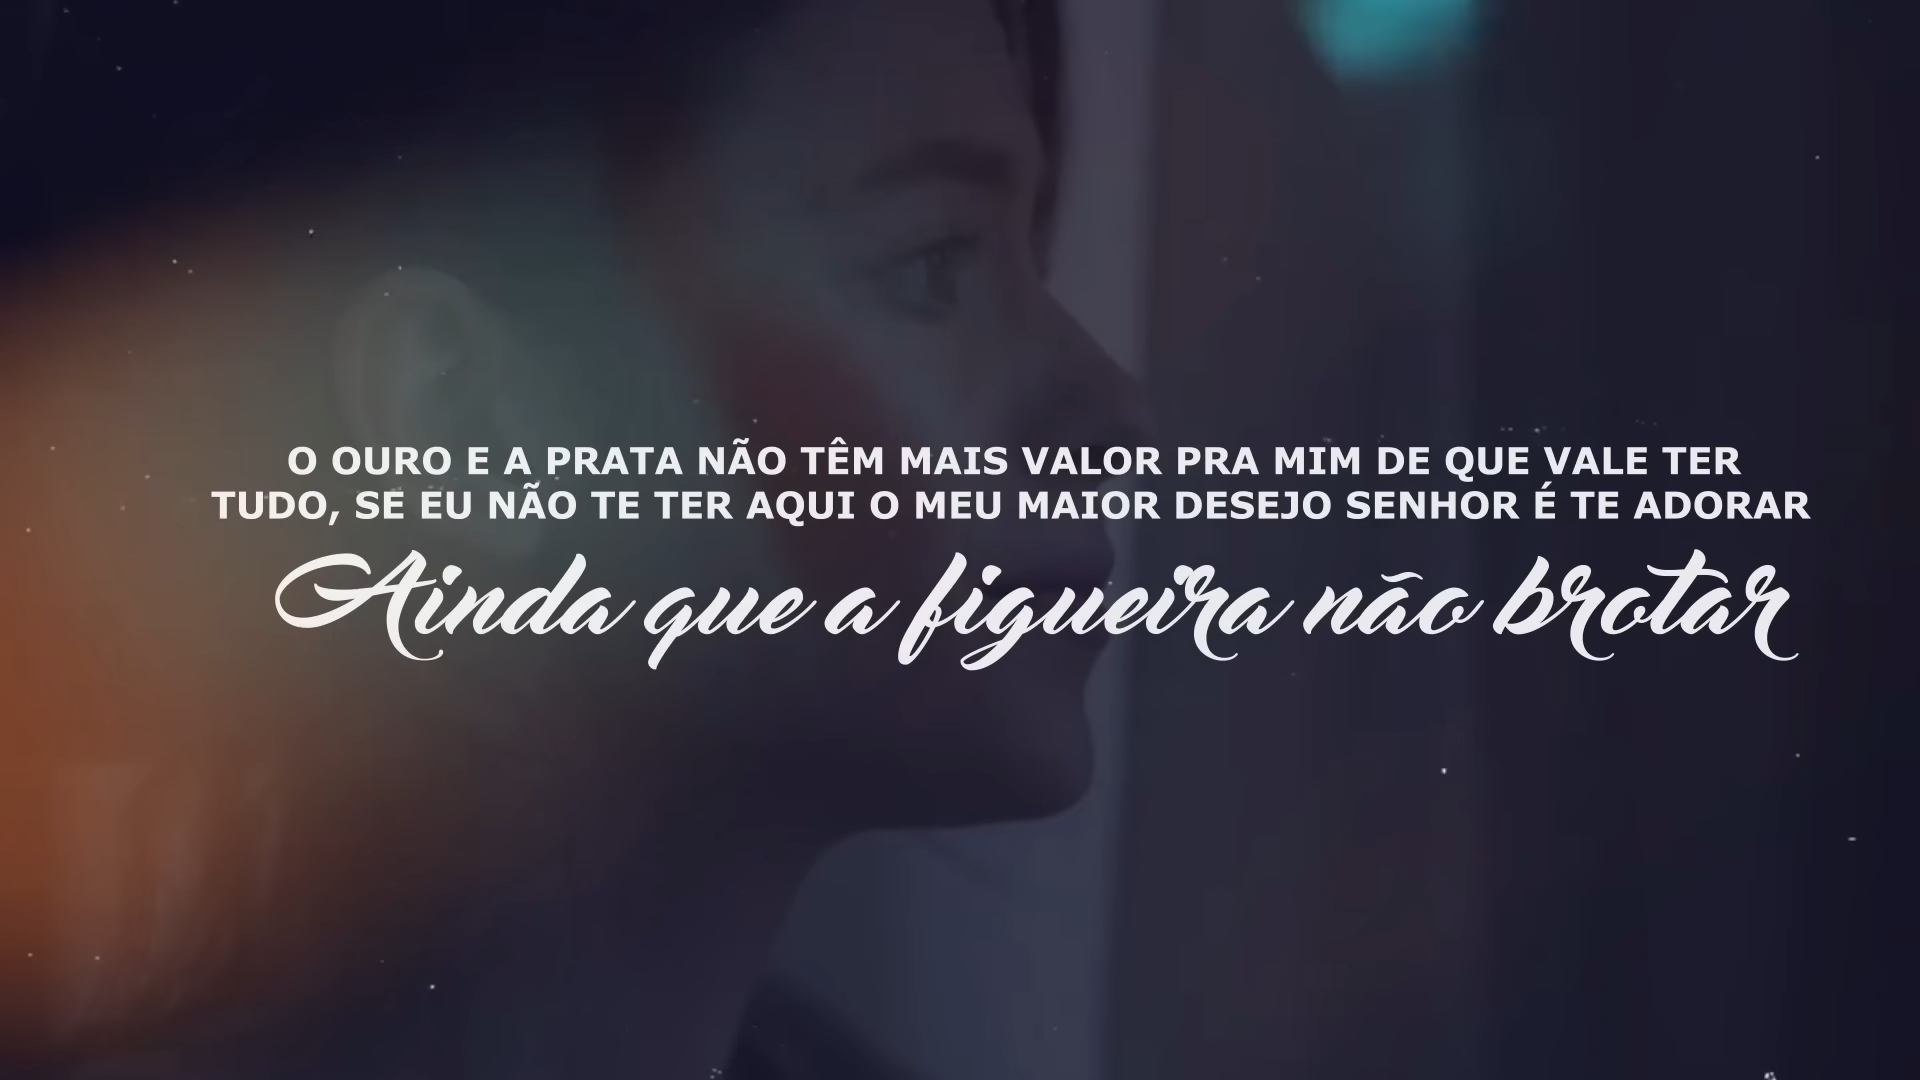 O OURO E A PRATA NÃO TÊM MAIS VALOR PRA MIM DE QUE VALE TER
TUDO, SE EU NÃO TE TER AQUI O MEU MAIOR DESEJO SENHOR É TE ADORAR
Ainda que a figueira não brotar